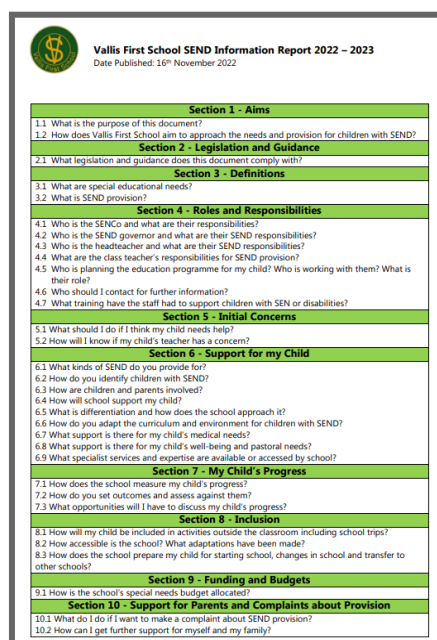 Vallis First School SEND Information Report 2022 – 2023
Date Published: 16th November 2022
Section 1 - Aims
1.1 What is the purpose of this document?
1.2 How does Vallis First School aim to approach the needs and provision for children with SEND?
Section 2 - Legislation and Guidance
2.1 What legislation and guidance does this document comply with?
Section 3 - Definitions
3.1 What are special educational needs?
3.2 What is SEND provision?
Section 4 - Roles and Responsibilities
4.1 Who is the SENCo and what are their responsibilities?
4.2 Who is the SEND governor and what are their SEND responsibilities?
4.3 Who is the headteacher and what are their SEND responsibilities?
4.4 What are the class teacher's responsibilities for SEND provision?
4.5 Who is planning the education programme for my child? Who is working with them? What is
their role?
4.6 Who should I contact for further information?
4.7 What training have the staff had to support children with SEN or disabilities?
Section 5 - Initial Concerns
5.1 What should I do if I think my child needs help?
5.2 How will I know if my child's teacher has a concern?
Section 6 - Support for my Child
6.1 What kinds of SEND do you provide for?
6.2 How do you identify children with SEND?
6.3 How are children and parents involved?
6.4 How will school support my child?
6.5 What is differentiation and how does the school approach it?
6.6 How do you adapt the curriculum and environment for children with SEND?
6.7 What support is there for my child's medical needs?
6.8 What support is there for my child's well-being and pastoral needs?
6.9 What specialist services and expertise are available or accessed by school?
Section 7 - My Child's Progress
7.1 How does the school measure my child's progress?
7.2 How do you set outcomes and assess against them?
7.3 What opportunities will I have to discuss my child's progress?
Section 8 - Inclusion
8.1 How will my child be included in activities outside the classroom including school trips?
8.2 How accessible is the school? What adaptations have been made?
8.3 How does the school prepare my child for starting school, changes in school and transfer to
other schools?
Section 9 - Funding and Budgets
9.1 How is the school's special needs budget allocated?
Section 10 - Support for Parents and Complaints about Provision
10.1 What do I do if I want to make a complaint about SEND provision?
10.2 How can I get further support for myself and my family?